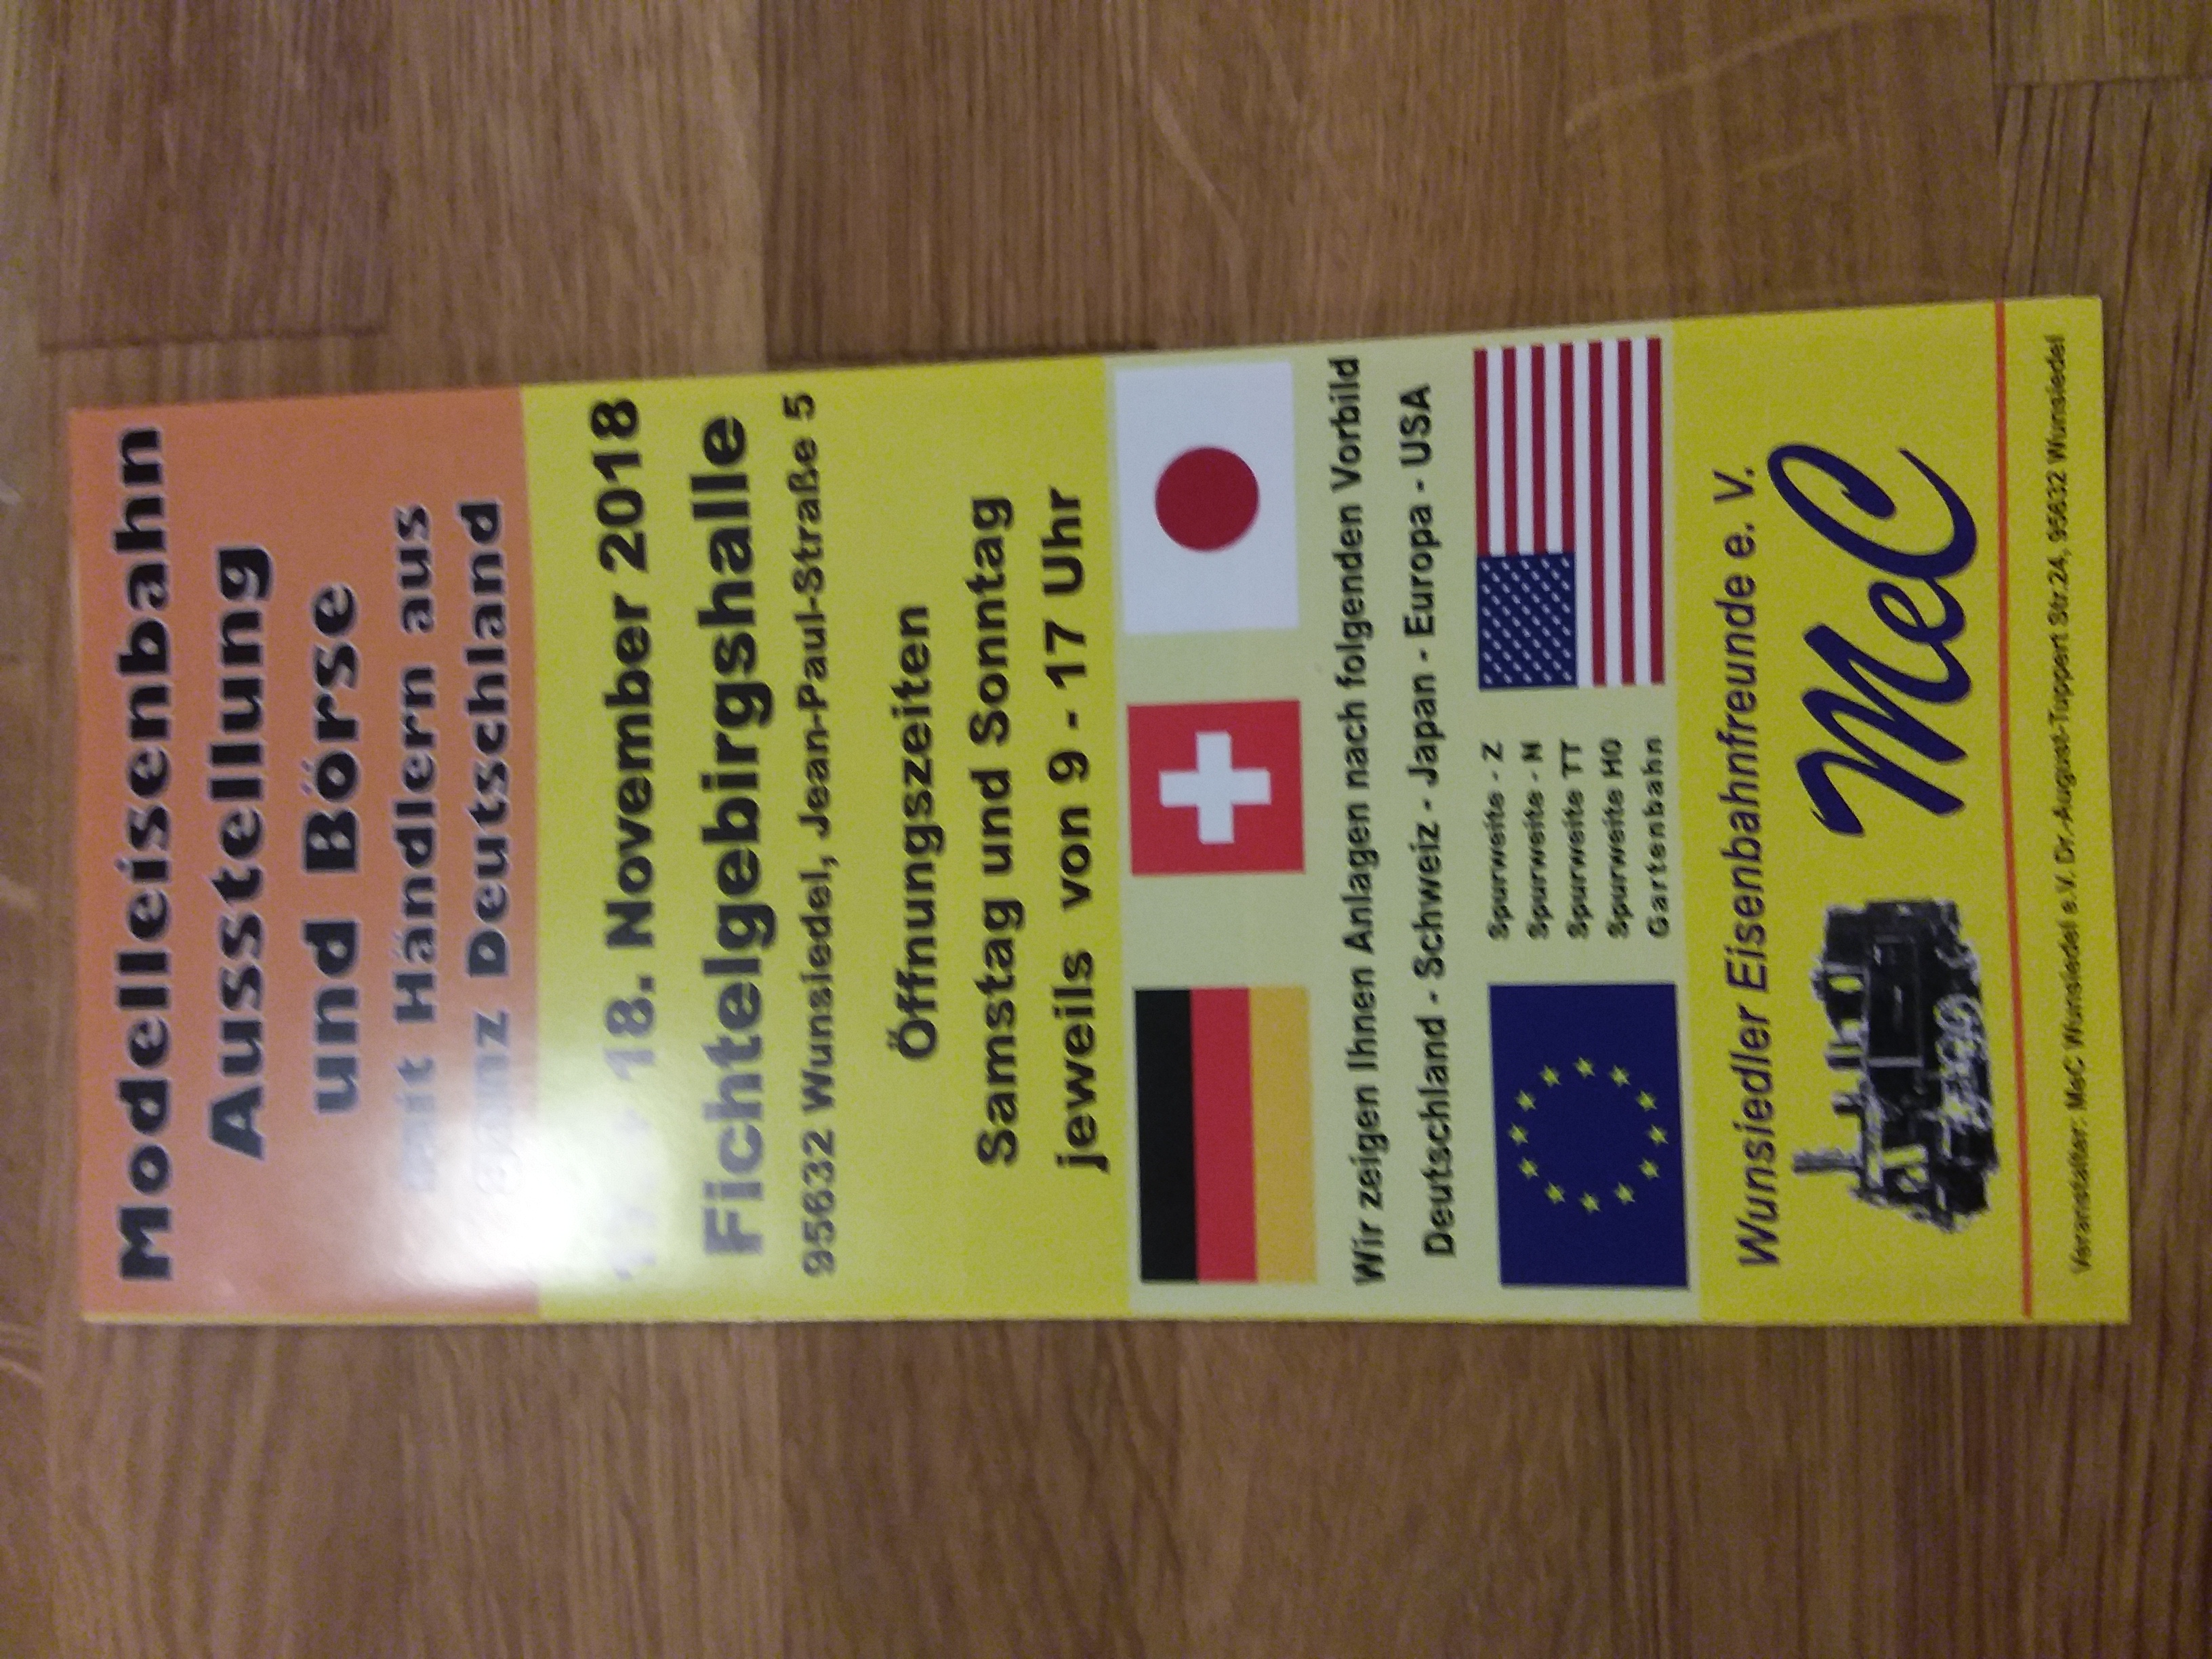 Modelleisenbahn
Ausstellung
und Börse
mit Händlern aus
ganz Deutschland
18. November 2018
Fichtelgebirgshalle
95632 Wunsiedel, Jean-Paul-Straße 5
Öffnungszeiten
Samstag und Sonntag
jeweils von 9 - 17 Uhr
Wir zeigen Ihnen Anlagen nach folgenden Vorbild
Deutschland - Schweiz - Japan - Europa - USA
Spurweite - Z
Spurweite - N
Spurweite TT
Spurweite H0
Gartenbahn
Wunsiedler Eisenbahnfreunde e. V.
MeC
Veranstalter: MeC Wunsiedel e.V. Dr.-August-Tuppert Str.24, 95632 Wunsiedel